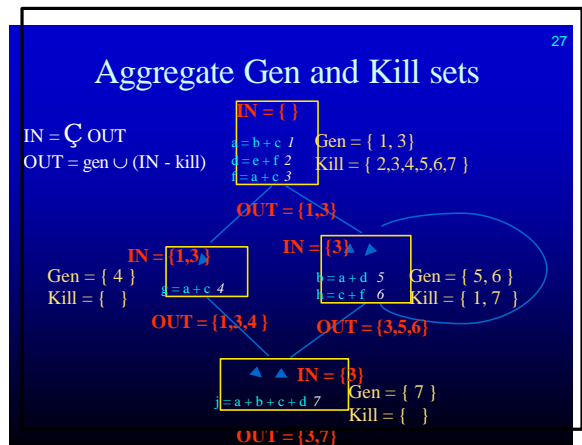 27
Aggregate Gen and Kill sets
IN = { }
IN = Ç OUT
OUT = gen ∪ (IN - kill)
a = b + c 1
d = e + f 2
f = a + c 3
Gen = { 1, 3}
Kill = { 2,3,4,5,6,7 }
OUT = {1,3}
IN = {1,3}
IN = {3}
Gen = { 4 }
Kill = { }
g = a + c 4
b = a + d 5
h = c + f 6
Gen = { 5, 6 }
Kill = { 1, 7 }
OUT = {1,3,4 }
OUT = {3,5,6}
IN = {3}
j = a + b + c + d 7
Gen = { 7 }
Kill = { }
OUT = {3,7}